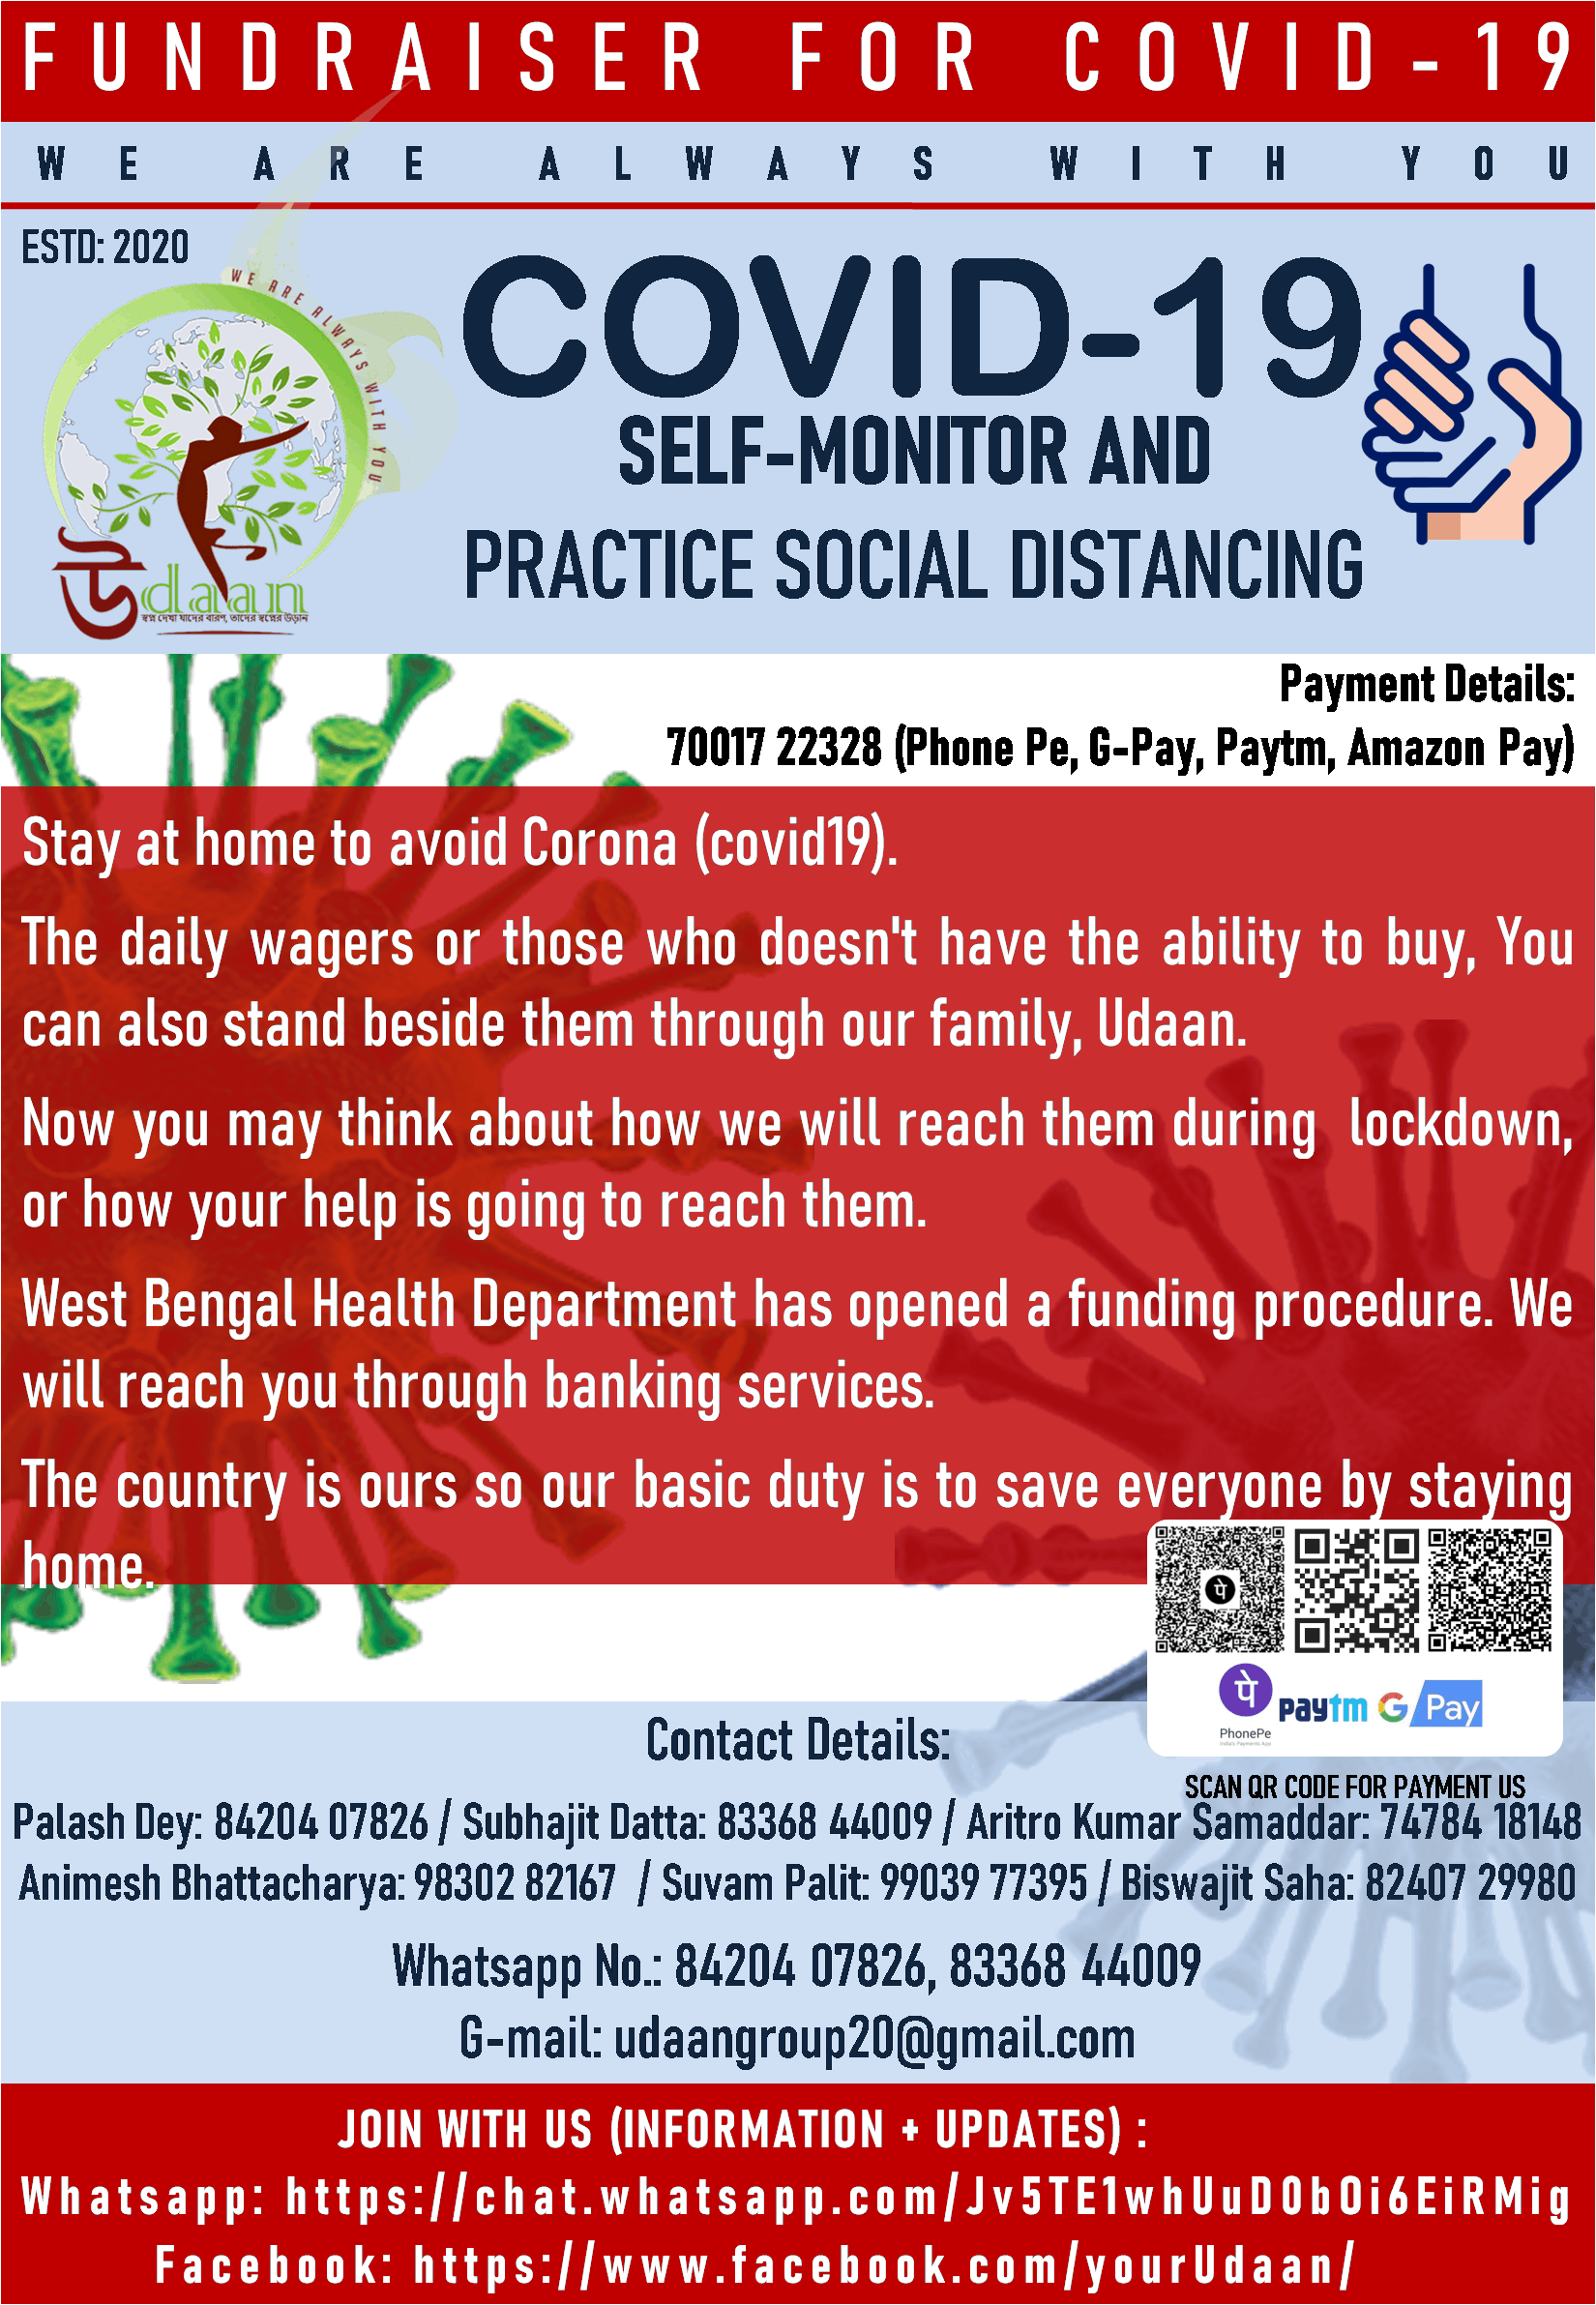 FUNDRAISER FOR COVID-19
WE ARE ALWAYS WITH YOU
ESTD: 2020
WE ARE ALWAYS WITH YOU
উdaan
স্বপ্ন দেখা যাদের বারণ, তাদের স্বপ্নের উড়ান
COVID-19
SELF-MONITOR AND
PRACTICE SOCIAL DISTANCING
Payment Details:
70017 22328 (Phone Pe, G-Pay, Paytm, Amazon Pay)
Stay at home to avoid Corona (covid19).
The daily wagers or those who doesn't have the ability to buy, You
can also stand beside them through our family, Udaan.
Now you may think about how we will reach them during lockdown,
or how your help is going to reach them.
West Bengal Health Department has opened a funding procedure. We
will reach you through banking services.
The country is ours so our basic duty is to save everyone by staying
home.
पे
पे paytm G Pay
PhonePe
India's Payments App
SCAN QR CODE FOR PAYMENT US
Contact Details:
Palash Dey: 84204 07826 / Subhajit Datta: 83368 44009 / Aritro Kumar Samaddar: 74784 18148
Animesh Bhattacharya: 98302 82167 / Suvam Palit: 99039 77395 / Biswajit Saha: 82407 29980
Whatsapp No.: 84204 07826, 83368 44009
G-mail: udaangroup20@gmail.com
JOIN WITH US (INFORMATION + UPDATES) :
Whatsapp: https://chat.whatsapp.com/Jv5TE1whUuD0bOi6EiRMig
Facebook: https://www.facebook.com/yourUdaan/